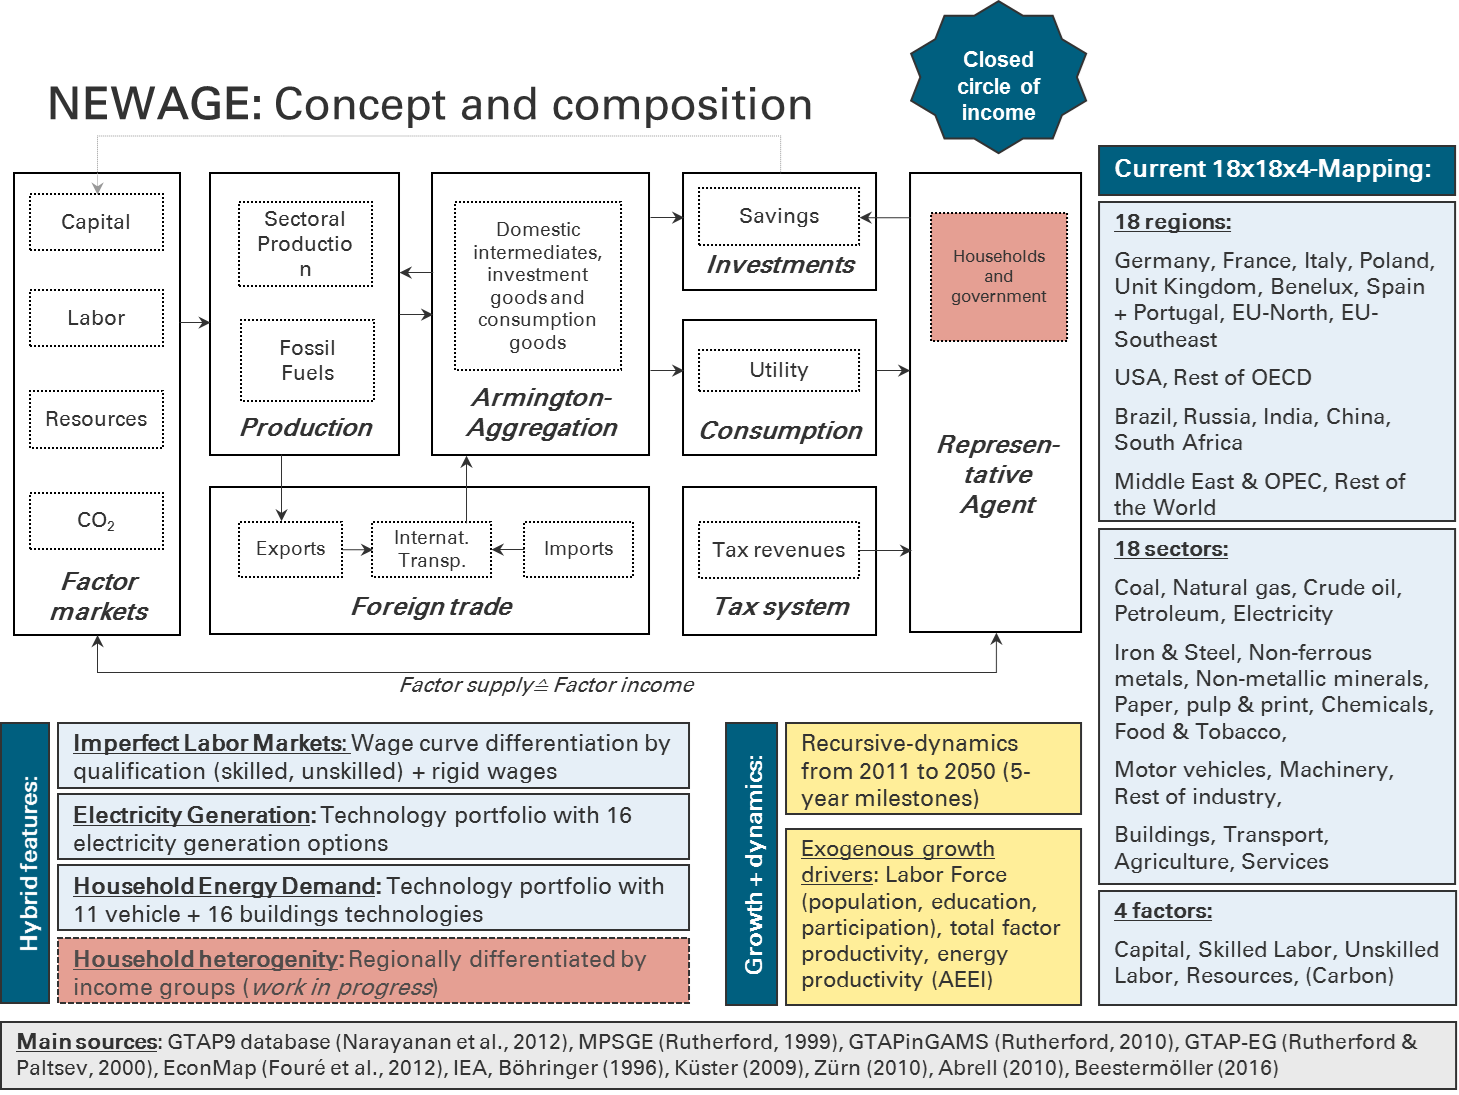 Closed
circle of
income
NEWAGE: Concept and composition
Capital
Labor
Resources
CO₂
Factor
markets
Sectoral
Productio
n
Fossil
Fuels
Production
Domestic
intermediates,
investment
goods and
consumption
goods
Armington-
Aggregation
Savings
Investments
Utility
Consumption
Exports
Internat.
Transp.
Imports
Foreign trade
Tax revenues
Tax system
Households
and
government
Represen-
tative
Agent
Factor supply≙ Factor income
Current 18x18x4-Mapping:
18 regions:
Germany, France, Italy, Poland,
Unit Kingdom, Benelux, Spain
+ Portugal, EU-North, EU-
Southeast
USA, Rest of OECD
Brazil, Russia, India, China,
South Africa
Middle East & OPEC, Rest of
the World
18 sectors:
Coal, Natural gas, Crude oil,
Petroleum, Electricity
Iron & Steel, Non-ferrous
metals, Non-metallic minerals,
Paper, pulp & print, Chemicals,
Food & Tobacco,
Motor vehicles, Machinery,
Rest of industry,
Buildings, Transport,
Agriculture, Services
4 factors:
Capital, Skilled Labor, Unskilled
Labor, Resources, (Carbon)
Hybrid features:
Imperfect Labor Markets: Wage curve differentiation by
qualification (skilled, unskilled) + rigid wages
Electricity Generation: Technology portfolio with 16
electricity generation options
Household Energy Demand: Technology portfolio with
11 vehicle + 16 buildings technologies
Household heterogenity: Regionally differentiated by
income groups (work in progress)
Growth + dynamics:
Recursive-dynamics
from 2011 to 2050 (5-
year milestones)
Exogenous growth
drivers: Labor Force
(population, education,
participation), total factor
productivity, energy
productivity (AEEI)
Main sources: GTAP9 database (Narayanan et al., 2012), MPSGE (Rutherford, 1999), GTAPinGAMS (Rutherford, 2010), GTAP-EG (Rutherford &
Paltsev, 2000), EconMap (Fouré et al., 2012), IEA, Böhringer (1996), Küster (2009), Zürn (2010), Abrell (2010), Beestermöller (2016)